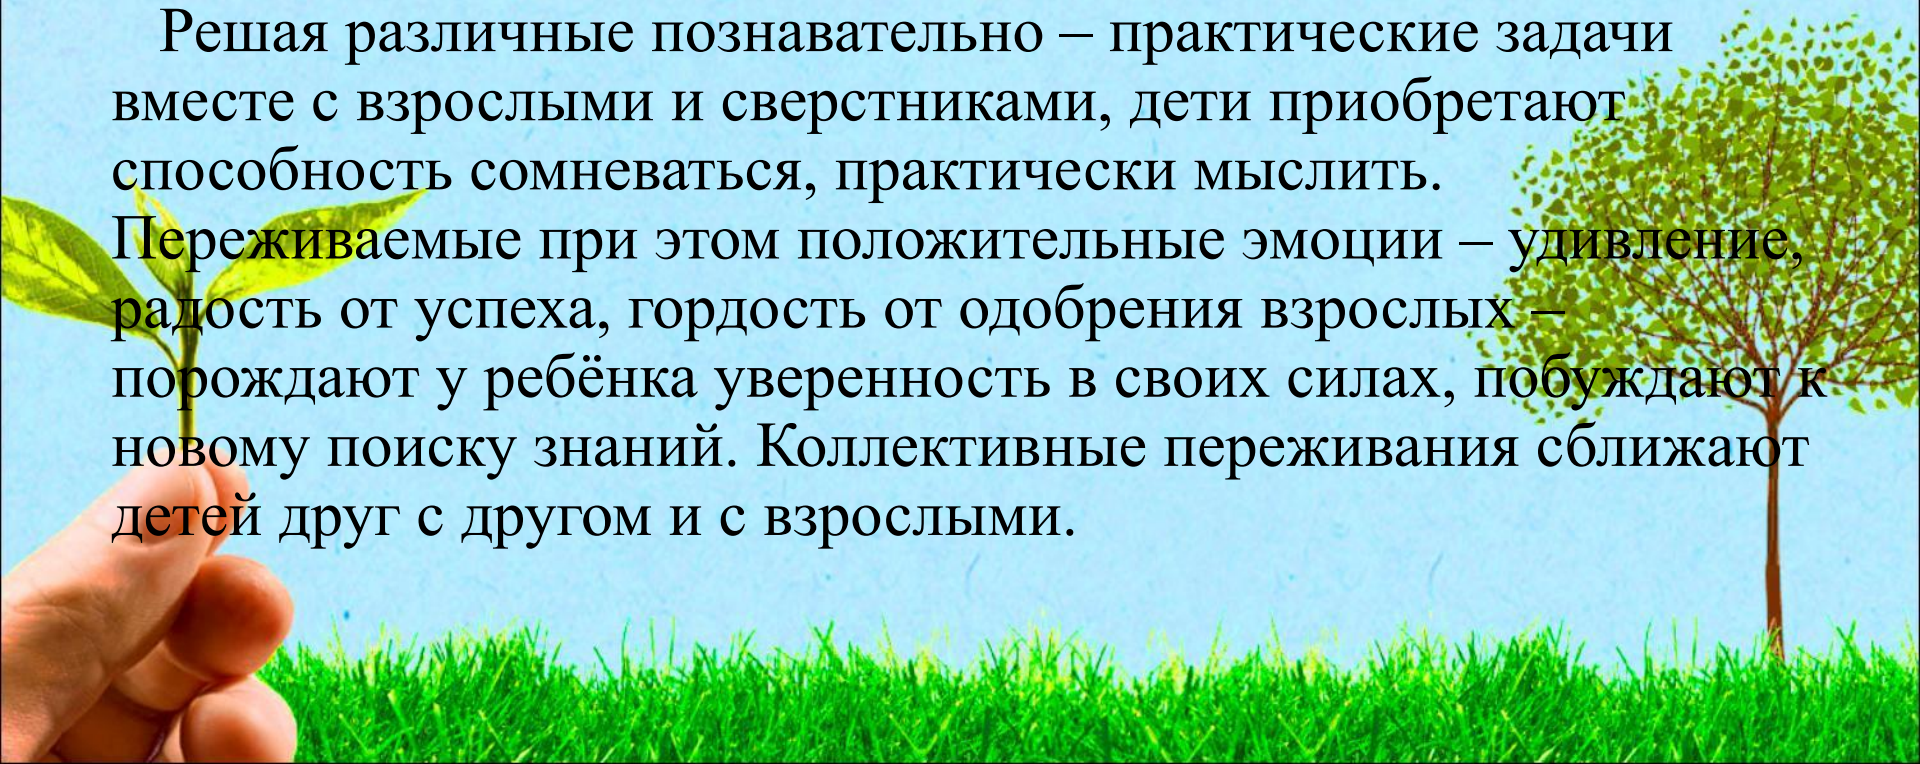 Решая различные познавательно – практические задачи
вместе с взрослыми и сверстниками, дети приобретают
способность сомневаться, практически мыслить.
Переживаемые при этом положительные эмоции – удивление,
радость от успеха, гордость от одобрения взрослых –
порождают у ребёнка уверенность в своих силах, побуждают к
новому поиску знаний. Коллективные переживания сближают
детей друг с другом и с взрослыми.